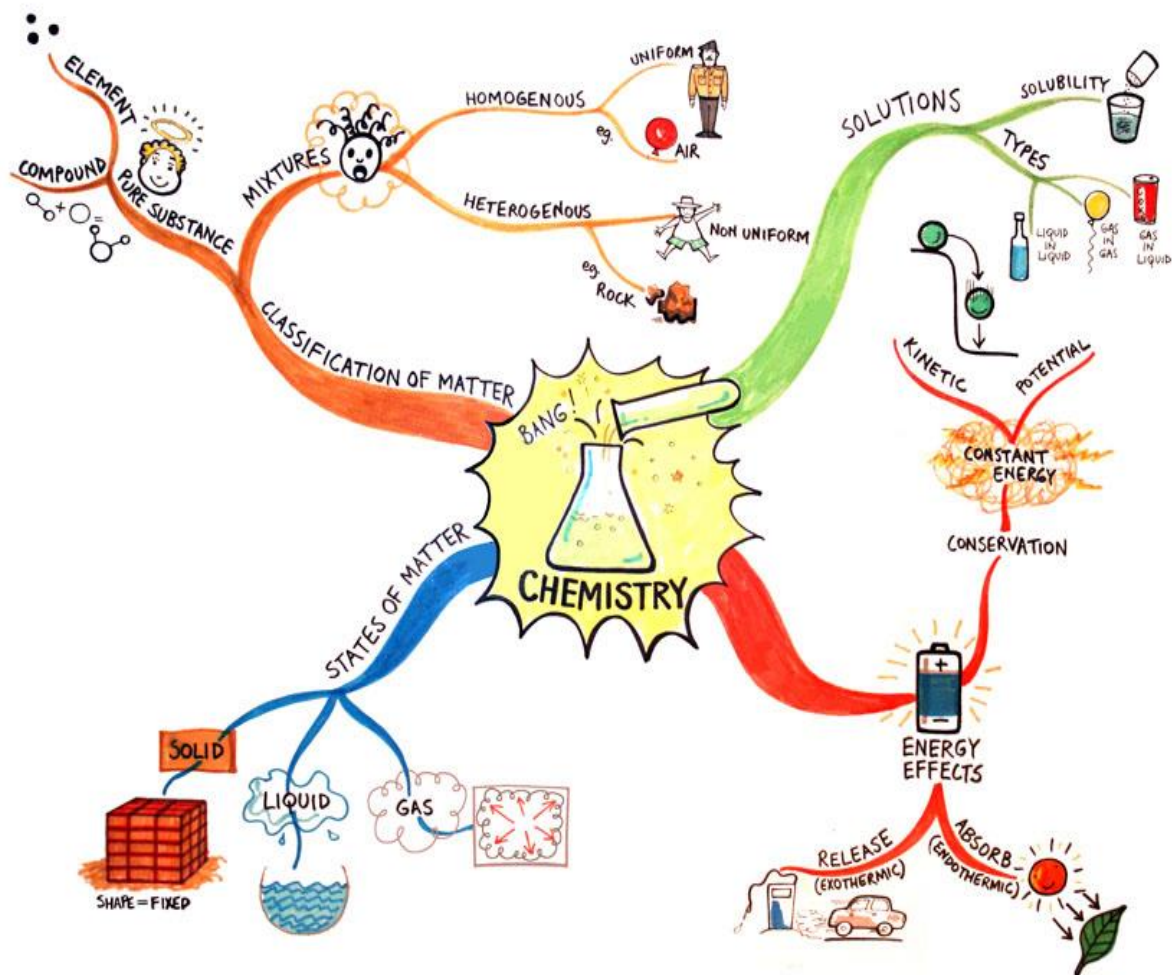 ELEMENT
COMPOUND
PURE SUBSTANCE
MIXTURES
HOMOGENOUS
UNIFORM
eg.
AIR
HETEROGENOUS
NON UNIFORM
eg.
ROCK
CLASSIFICATION OF MATTER
SOLUTIONS
SOLUBILITY
TYPES
LIQUID
IN
LIQUID
GAS
IN
GAS
GAS
IN
LIQUID
KINETIC
POTENTIAL
CONSTANT
ENERGY
CONSERVATION
BANG!
CHEMISTRY
STATES OF MATTER
SOLID
LIQUID
GAS
SHAPE = FIXED
+
-
ENERGY
EFFECTS
RELEASE
(EXOTHERMIC)
ABSORB
(ENDOTHERMIC)
+ =